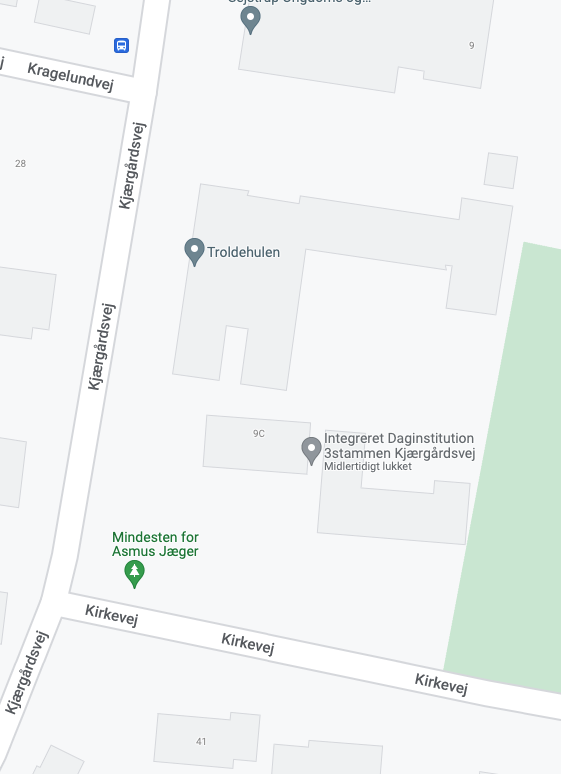 9
Kragelundvej
Kjærgårdsvej
28
Troldehulen
Kjærgårdsvej
9C
Integreret Daginstitution
3stammen Kjærgårdsvej
Midlertidigt lukket
Mindesten for
Asmus Jæger
Kirkevej
Kirkevej
Kjærgårdsvej
Kirkevej
41